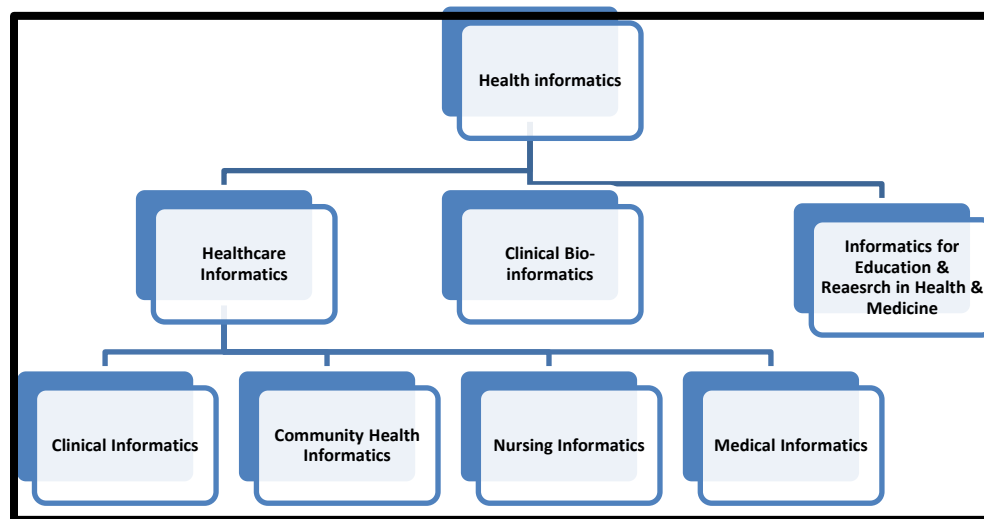 Health informatics
Healthcare
Informatics
Clinical Bio-
informatics
Informatics for
Education &
Reaesrch in Health &
Medicine
Clinical Informatics
Community Health
Informatics
Nursing Informatics
Medical Informatics